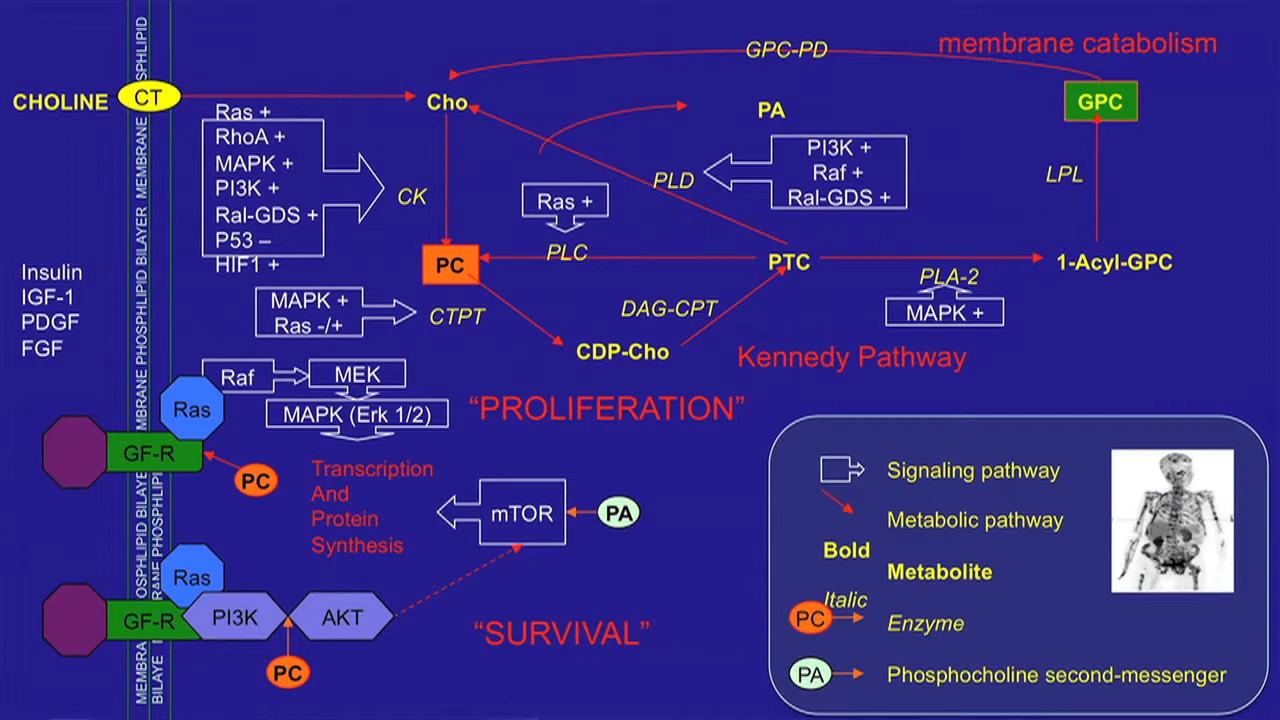 GPC-PD
membrane catabolism
CHOLINE
CT
Cho
PA
GPC
Ras +
RhoA +
MAPK +
PI3K +
Ral-GDS +
P53 –
HIF1 +
CK
PI3K +
Raf +
Ral-GDS +
PLD
LPL
Ras +
PLC
PC
PTC
1-Acyl-GPC
PLA-2
MAPK +
Insulin
IGF-1
PDGF
FGF
MAPK +
Ras -/+
CTPT
DAG-CPT
CDP-Cho
Kennedy Pathway
Raf
MEK
MAPK (Erk 1/2)
"PROLIFERATION"
Ras
GF-R
PC
Transcription
And
Protein
Synthesis
mTOR
PA
Ras
GF-R
PI3K
AKT
PC
"SURVIVAL"
Signaling pathway
Metabolic pathway
Bold
Metabolite
Italic
PC
Enzyme
PA
Phosphocholine second-messenger
MEMBRANE PHOSPHLIPID BILAYER MEMBRANE